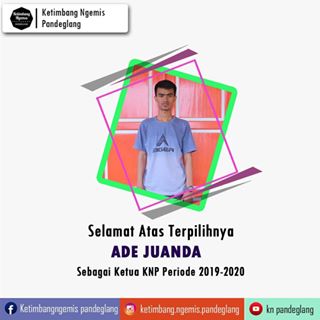 Ketimbang Ngemis
Pandeglang
Selamat Atas Terpilihnya
ADE JUANDA
Sebagai Ketua KNP Periode 2019-2020
Ketimbangngemis pandeglang
ketimbang.ngemis.pandeglang
kn pandeglang